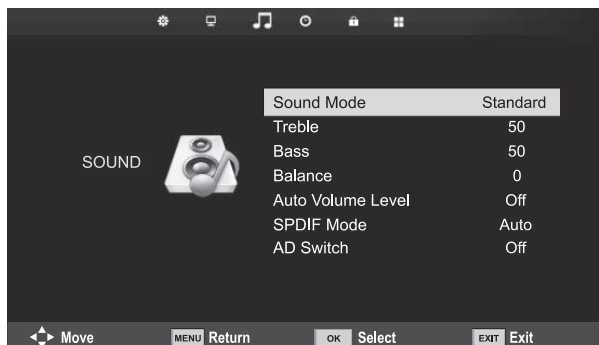 Sound Mode Standard
Treble 50
Bass 50
SOUND
Balance 0
Auto Volume Level Off
SPDIF Mode Auto
AD Switch Off
Move MENU Return OK Select EXIT Exit